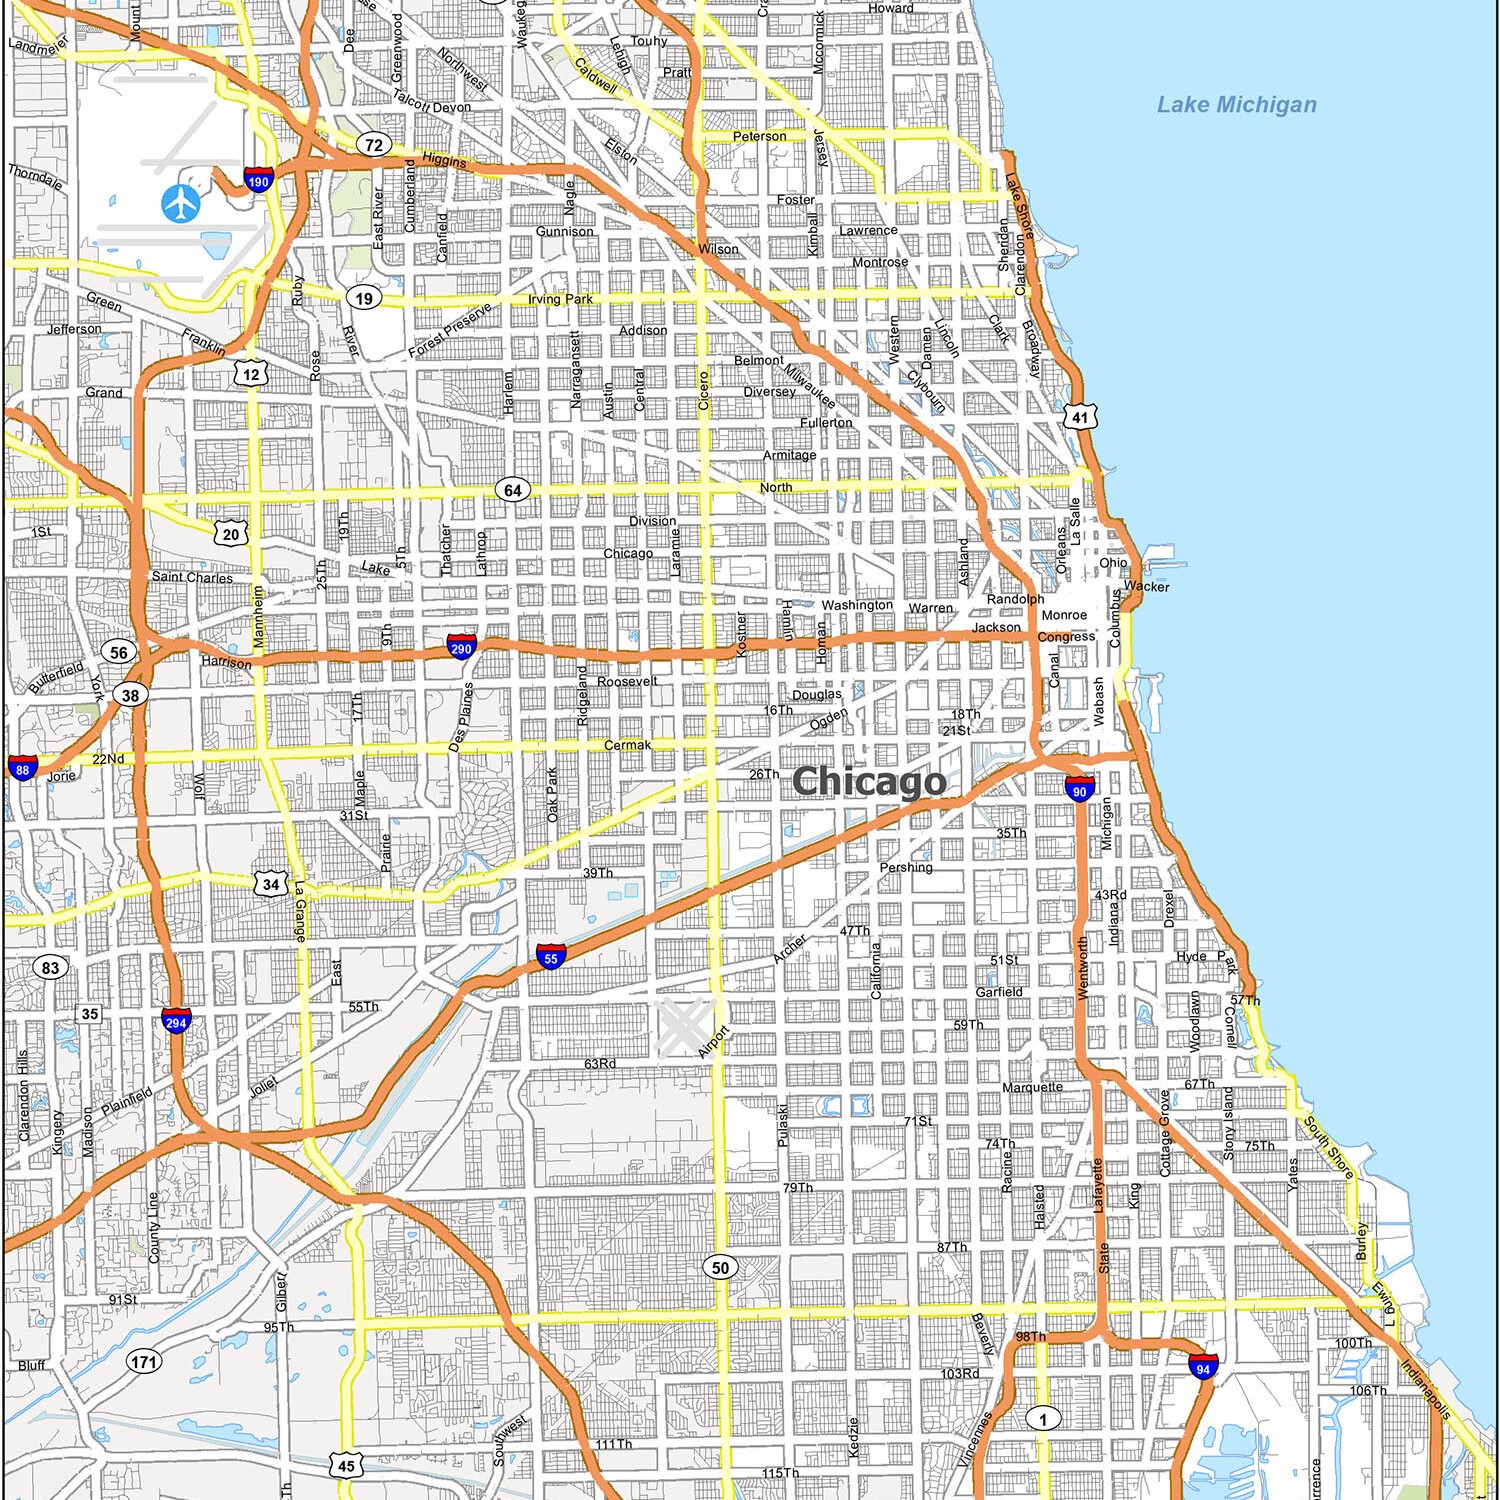 Howard
Mount
Landmeier
Dee
Greenwood
Waukeg
Touhy
Lehigh
Mccormick
Pratt
Northwest
Caldwell
Talcott
Devon
Lake Michigan
Peterson
Jersey
72
Higgins
Elston
Thorndale
190
Cumberland
East River
Canfield
Nagle
Foster
Kimball
Lawrence
Lake Shore
Gunnison
Wilson
Montrose
Sheridan
Clarendon
Green
Ruby
19
Irving Park
Jefferson
Franklin
River
Forest Preserve
Addison
Western
Damen
Lincoln
Clark
Broadway
Rose
12
Grand
Harlem
Narragansett
Austin
Central
Cicero
Belmont
Milwaukee
Diversey
Clybourn
Fullerton
41
Armitage
64
North
1St
20
19Th
Division
Chicago
Laramie
La Salle
Orleans
Thatcher
Lathrop
5Th
Lake
25Th
Saint Charles
Ashland
Ohio
Wacker
Mannheim
Randolph
Washington
Warren
Monroe
Columbus
Hamlin
Homan
Kostner
Jackson
Congress
56
9Th
290
Harrison
Butterfield
York
38
Roosevelt
Ridgeland
Canal
Wabash
Douglas
16Th
Ogden
18Th
21St
17Th
Des Plaines
Cermak
22Nd
88
Jorie
Wolf
Maple
Oak Park
26Th
Chicago
90
31St
Michigan
35Th
Prairie
Pershing
39Th
34
La Grange
43Rd
Indiana
Drexel
47Th
Archer
California
Wentworth
55
83
East
51St
Hyde Park
Garfield
57Th
Woodlawn
Cornell
35
294
55Th
59Th
Airport
63Rd
Clarendon Hills
Kingery
Madison
Plainfield
Joliet
Marquette
67Th
Pulaski
71St
Cottage Grove
Stony Island
South Shore
74Th
75Th
Racine
Yates
79Th
Halsted
Lafayette
King
County Line
87Th
State
Burley
50
Gilbert
91St
95Th
Ewing
Beverly
98Th
100Th
Bluff
171
103Rd
94
106Th
Indianapolis
1
Kedzie
Vincennes
Southwest
111Th
45
115Th